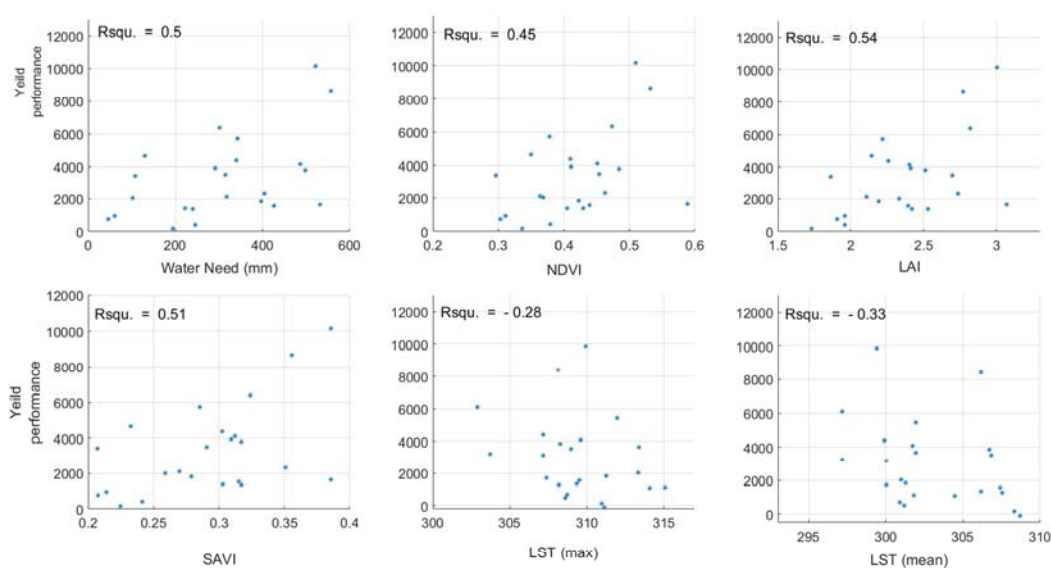 Rsqu. = 0.5
Yeild
performance
12000
10000
8000
6000
4000
2000
0
0 200 400 600
Water Need (mm)
Rsqu. = 0.45
12000
10000
8000
6000
4000
2000
0
0.2 0.3 0.4 0.5 0.6
NDVI
Rsqu. = 0.54
12000
10000
8000
6000
4000
2000
0
1.5 2 2.5 3
LAI
Rsqu. = 0.51
Yeild
performance
12000
10000
8000
6000
4000
2000
0
0.2 0.25 0.3 0.35 0.4
SAVI
Rsqu. = - 0.28
12000
10000
8000
6000
4000
2000
0
300 305 310 315
LST (max)
Rsqu. = - 0.33
12000
10000
8000
6000
4000
2000
0
295 300 305 310
LST (mean)